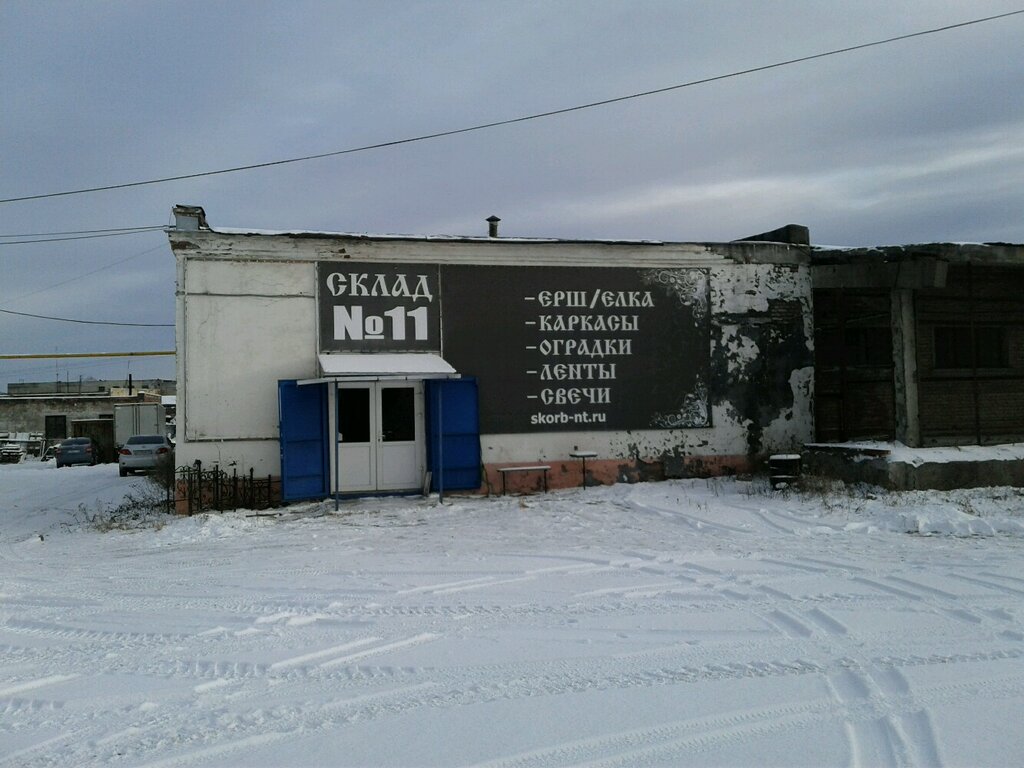 СКЛАД
№11
-ЕРШ/ЕЛКА
-КАРКАСЫ
-ОГРАДКИ
-ЛЕНТЫ
-СВЕЧИ
skorb-nt.ru